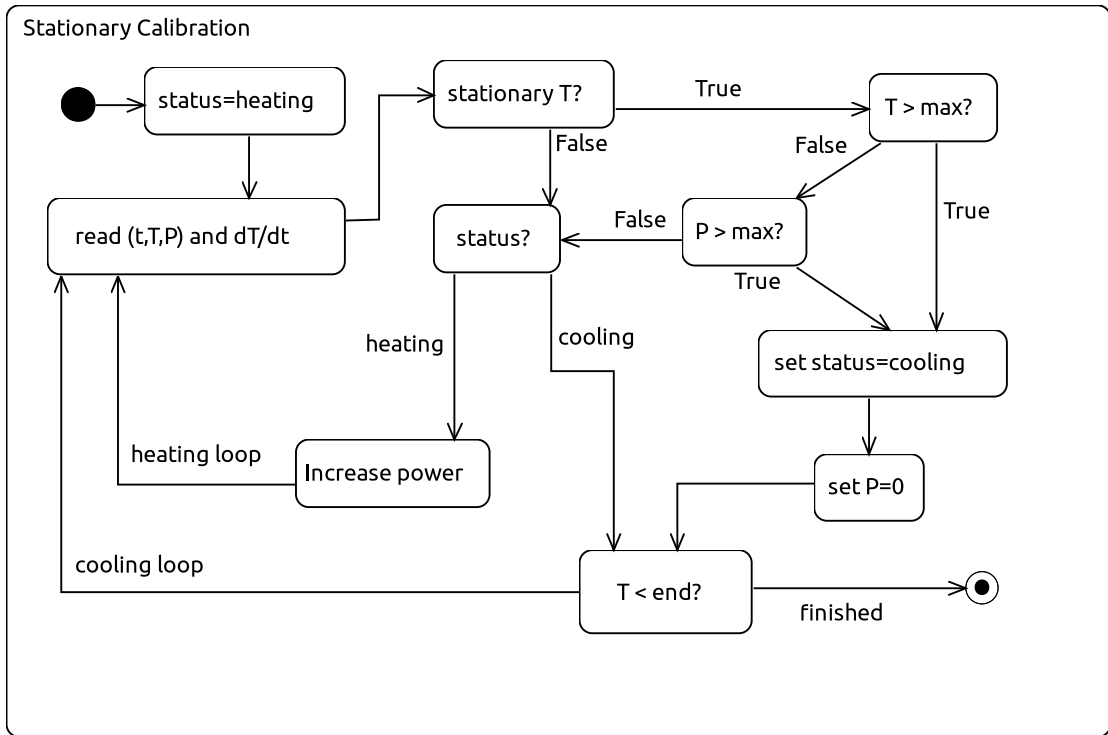 Stationary Calibration
status=heating
stationary T?
True
T > max?
False
False
read (t,T,P) and dT/dt
status?
False
P > max?
True
True
heating
cooling
set status=cooling
heating loop
Increase power
set P=0
cooling loop
T < end?
finished